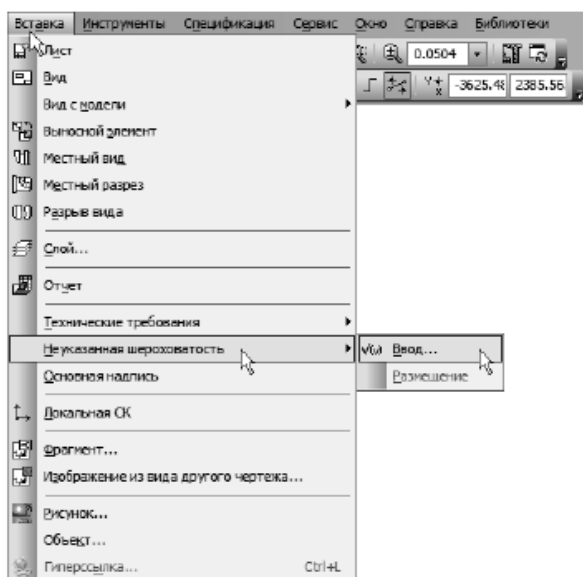 Вставка Инструменты Спецификация Сервис Окно Справка Библиотеки
Лист
0.0504
Вид
-3625.48 2385.56
Вид с модели
Выносной элемент
Местный вид
Местный разрез
Разрыв вида
Слой...
Отчет
Технические требования
Неуказанная шероховатость
Ввод...
Основная надпись
Размещение
Локальная СК
Фрагмент...
Изображение из вида другого чертежа...
Рисунок...
Объект...
Гиперссылка... Ctrl+L